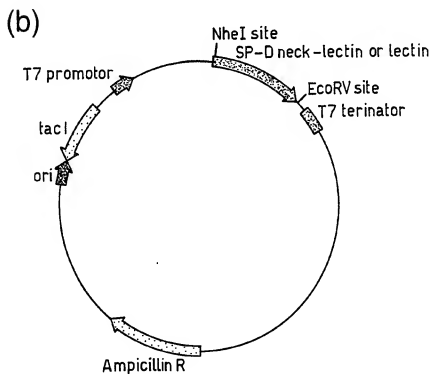 (b)
NheI site
SP-D neck-lectin or lectin
T7 promotor
EcoRV site
T7 terinator
tac I
ori
Ampicillin R